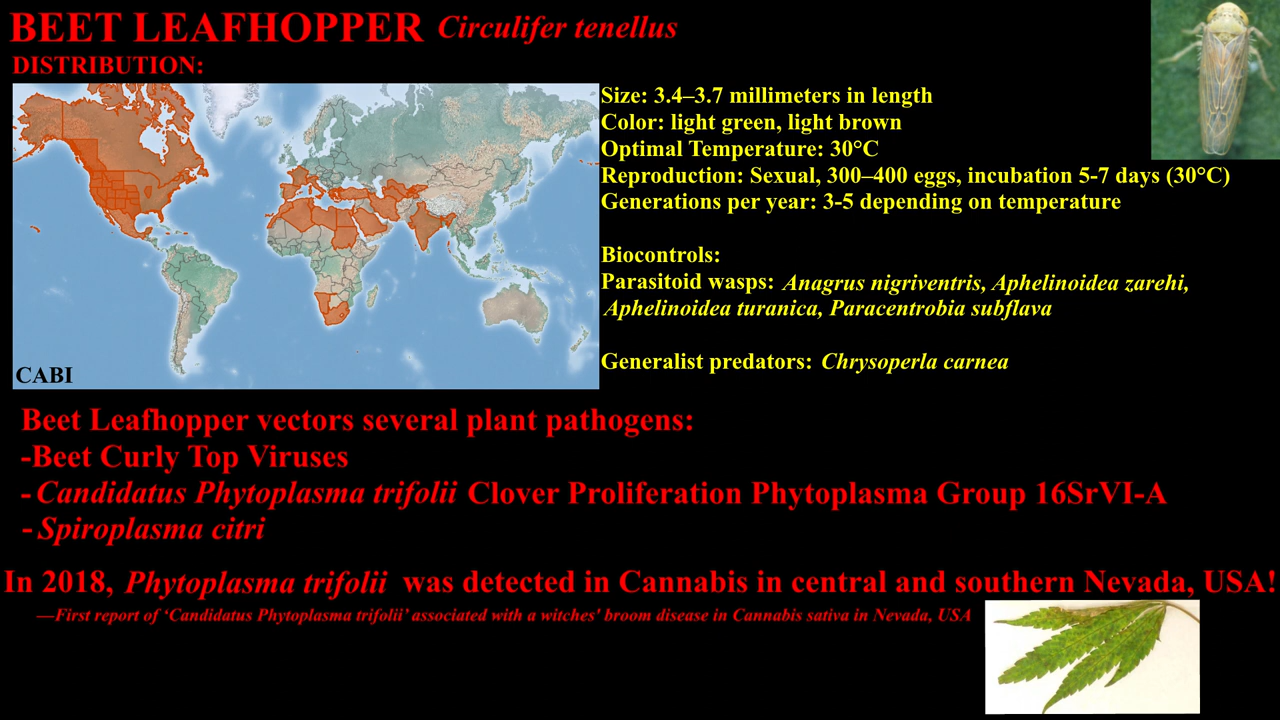 BEET LEAFHOPPER Circulifer tenellus
DISTRIBUTION:
Size: 3.4–3.7 millimeters in length
Color: light green, light brown
Optimal Temperature: 30°C
Reproduction: Sexual, 300–400 eggs, incubation 5-7 days (30°C)
Generations per year: 3-5 depending on temperature
Biocontrols:
Parasitoid wasps: Anagrus nigriventris, Aphelinoidea zarehi,
Aphelinoidea turanica, Paracentrobia subflava
Generalist predators: Chrysoperla carnea
CABI
Beet Leafhopper vectors several plant pathogens:
-Beet Curly Top Viruses
-Candidatus Phytoplasma trifolii Clover Proliferation Phytoplasma Group 16SrVI-A
-Spiroplasma citri
In 2018, Phytoplasma trifolii was detected in Cannabis in central and southern Nevada, USA!
—First report of ‘Candidatus Phytoplasma trifolii’ associated with a witches' broom disease in Cannabis sativa in Nevada, USA